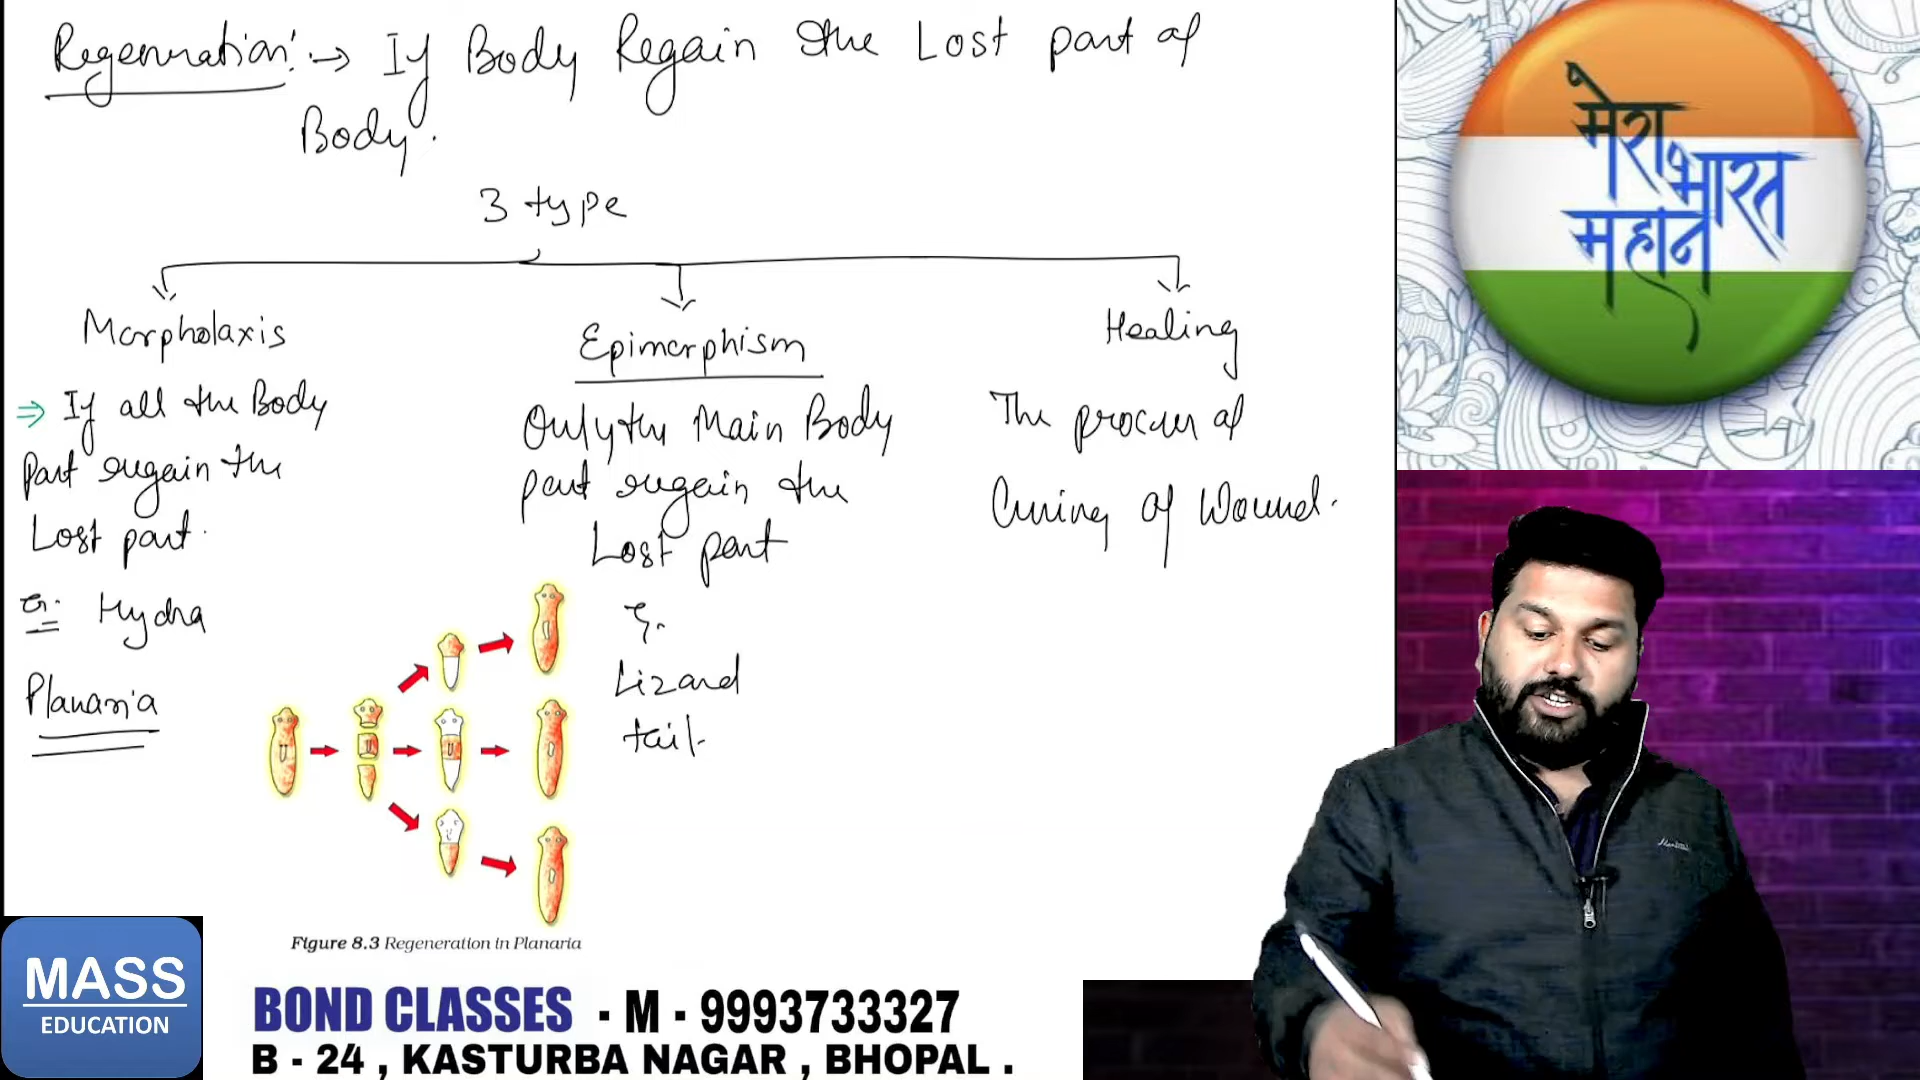 Regenration :→ If Body Regain the Lost part of
Body.
3 type
Morpholaxis
⇒ If all the Body
Part regain the
Lost part.
Hydra
Planaria
Epimorphism
Only the Main Body
part regain the
Lost part
Lizard
tail.
Healing
The process of
Curing of Wound.
Figure 8.3 Regeneration in Planaria
मेरा
भारत
महान
MASS
EDUCATION
BOND CLASSES - M - 9993733327
B - 24 , KASTURBA NAGAR , BHOPAL .